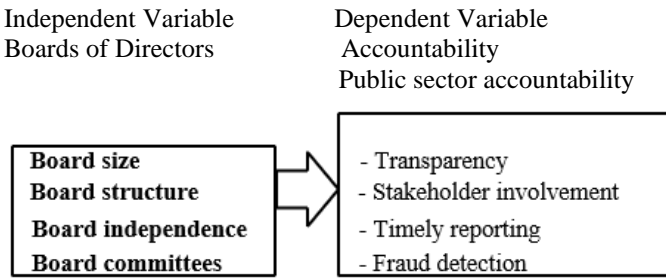 Independent Variable
Boards of Directors
Dependent Variable
Accountability
Public sector accountability
Board size
Board structure
Board independence
Board committees
- Transparency
- Stakeholder involvement
- Timely reporting
- Fraud detection